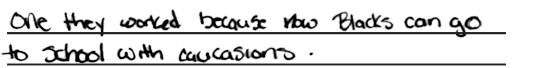 One they worked because now Blacks can go
to school with caucasions.